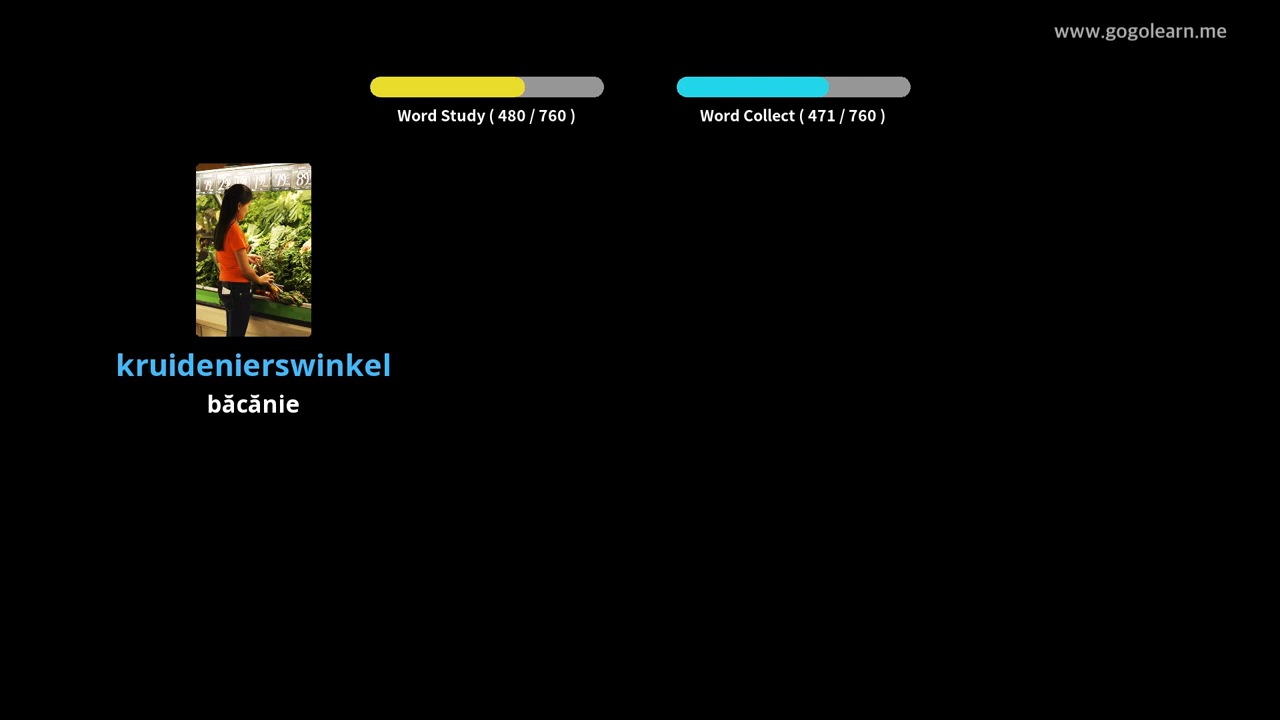 www.gogolearn.me
Word Study ( 480 / 760 )
Word Collect ( 471 / 760 )
kruidenierswinkel
băcănie